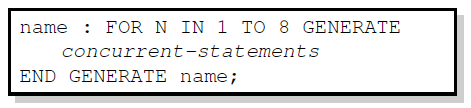 name : FOR N IN 1 TO 8 GENERATE
concurrent-statements
END GENERATE name;